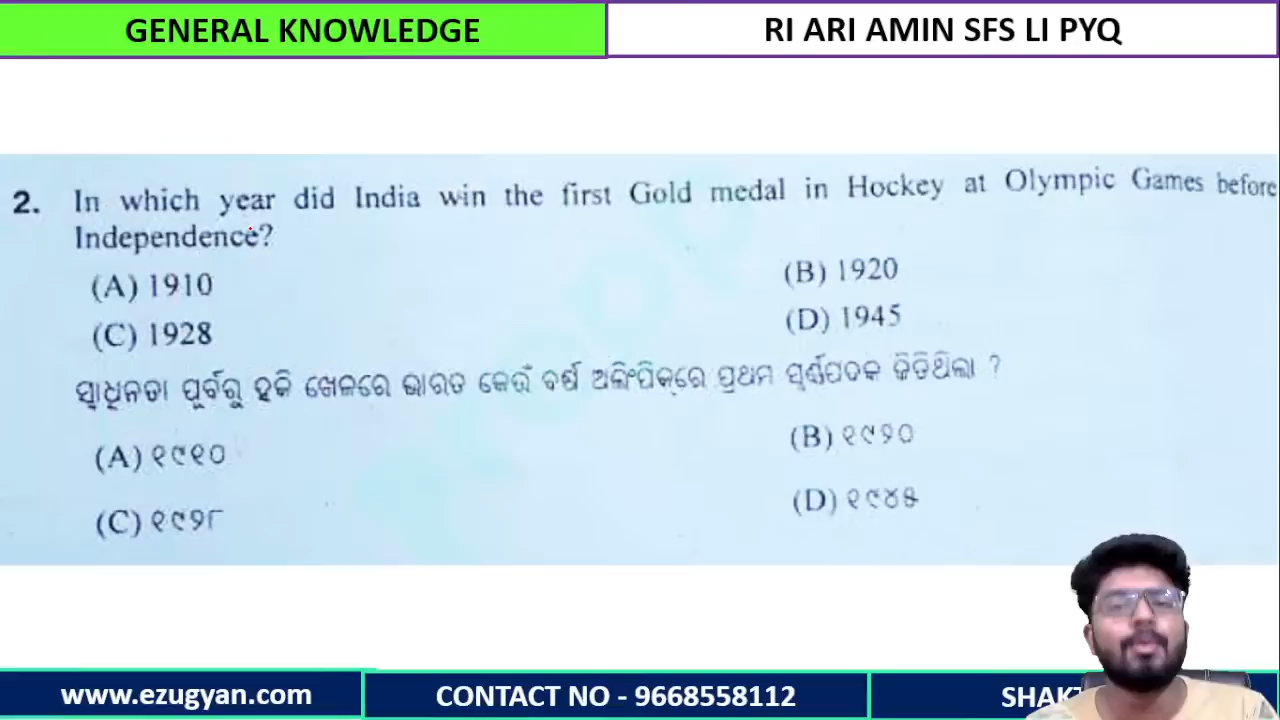 GENERAL KNOWLEDGE
RI ARI AMIN SFS LI PYQ
2. In which year did India win the first Gold medal in Hockey at Olympic Games before
Independence?
(A) 1910 (B) 1920
(C) 1928 (D) 1945
ସ୍ୱାଧିନତା ପୂର୍ବରୁ ହକି ଖେଳରେ ଭାରତ କେଉଁ ବର୍ଷ ଅଲିଂପିକ୍‌ରେ ପ୍ରଥମ ସ୍ୱର୍ଣ୍ଣପଦକ ଜିତିଥିଲା ?
(A) ୧୯୧୦ (B) ୧୯୨୦
(C) ୧୯୨୮ (D) ୧୯୪୫
www.ezugyan.com
CONTACT NO - 9668558112